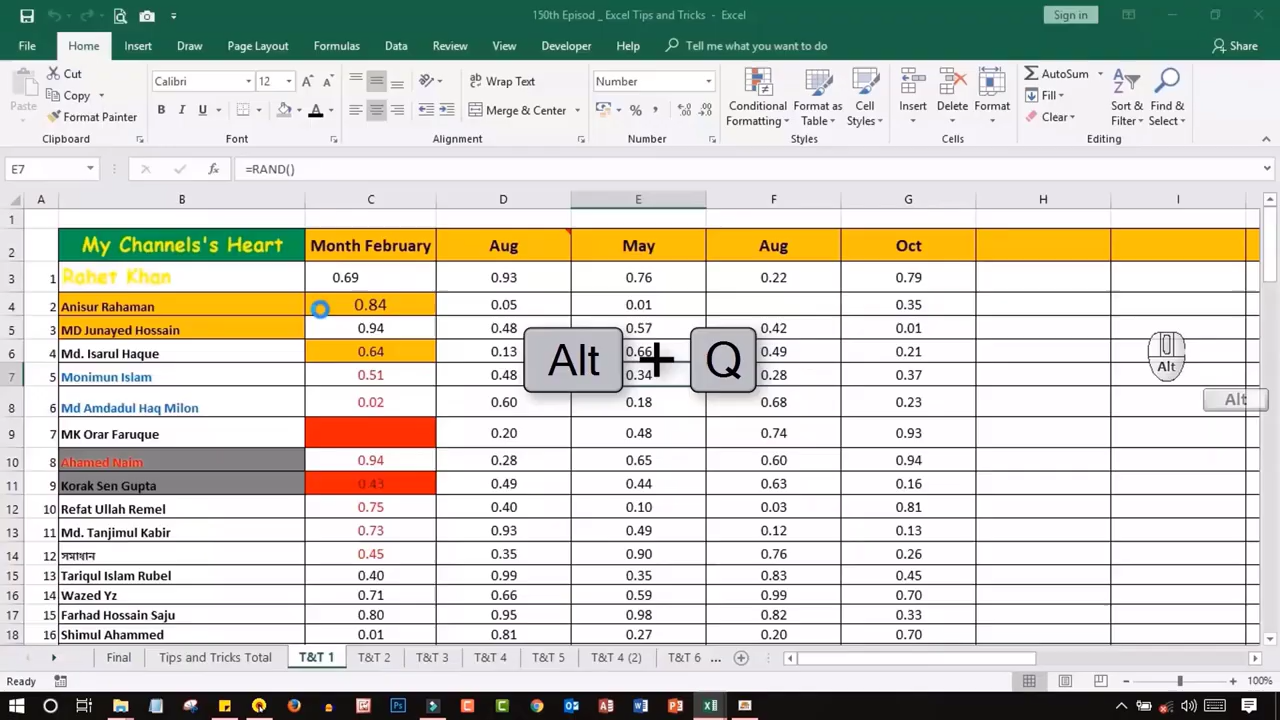 150th Episod _ Excel Tips and Tricks - Excel
Sign in
File Home Insert Draw Page Layout Formulas Data Review View Developer Help Tell me what you want to do Share
Paste
Cut
Copy
Format Painter
Clipboard
Calibri 12
B I U
Font
Wrap Text
Merge & Center
Alignment
Number
%
Number
Conditional Formatting
Format as Table
Cell Styles
Styles
Insert Delete Format
Cells
AutoSum
Fill
Clear
Sort & Filter
Find & Select
Editing
E7 fx =RAND()
A B C D E F G H I
1
2 My Channels's Heart Month February Aug May Aug Oct
3 1 Rahet Khan 0.69 0.93 0.76 0.22 0.79
4 2 Anisur Rahaman 0.84 0.05 0.01 0.35
5 3 MD Junayed Hossain 0.94 0.48 0.57 0.42 0.01
6 4 Md. Isarul Haque 0.64 0.13 0.66 0.49 0.21
7 5 Monimun Islam 0.51 0.48 0.34 0.28 0.37
8 6 Md Amdadul Haq Milon 0.02 0.60 0.18 0.68 0.23
9 7 MK Orar Faruque 0.20 0.48 0.74 0.93
10 8 Ahamed Naim 0.94 0.28 0.65 0.60 0.94
11 9 Korak Sen Gupta 0.43 0.49 0.44 0.63 0.16
12 10 Refat Ullah Remel 0.75 0.40 0.10 0.03 0.81
13 11 Md. Tanjimul Kabir 0.73 0.93 0.49 0.12 0.13
14 12 সমাধান 0.45 0.35 0.90 0.76 0.26
15 13 Tariqul Islam Rubel 0.40 0.99 0.35 0.83 0.45
16 14 Wazed Yz 0.71 0.66 0.59 0.99 0.70
17 15 Farhad Hossain Saju 0.80 0.95 0.98 0.82 0.33
18 16 Shimul Ahammed 0.01 0.81 0.27 0.20 0.70
Alt + Q
Alt
Alt
Final Tips and Tricks Total T&T 1 T&T 2 T&T 3 T&T 4 T&T 5 T&T 4 (2) T&T 6 ...
Ready
100%